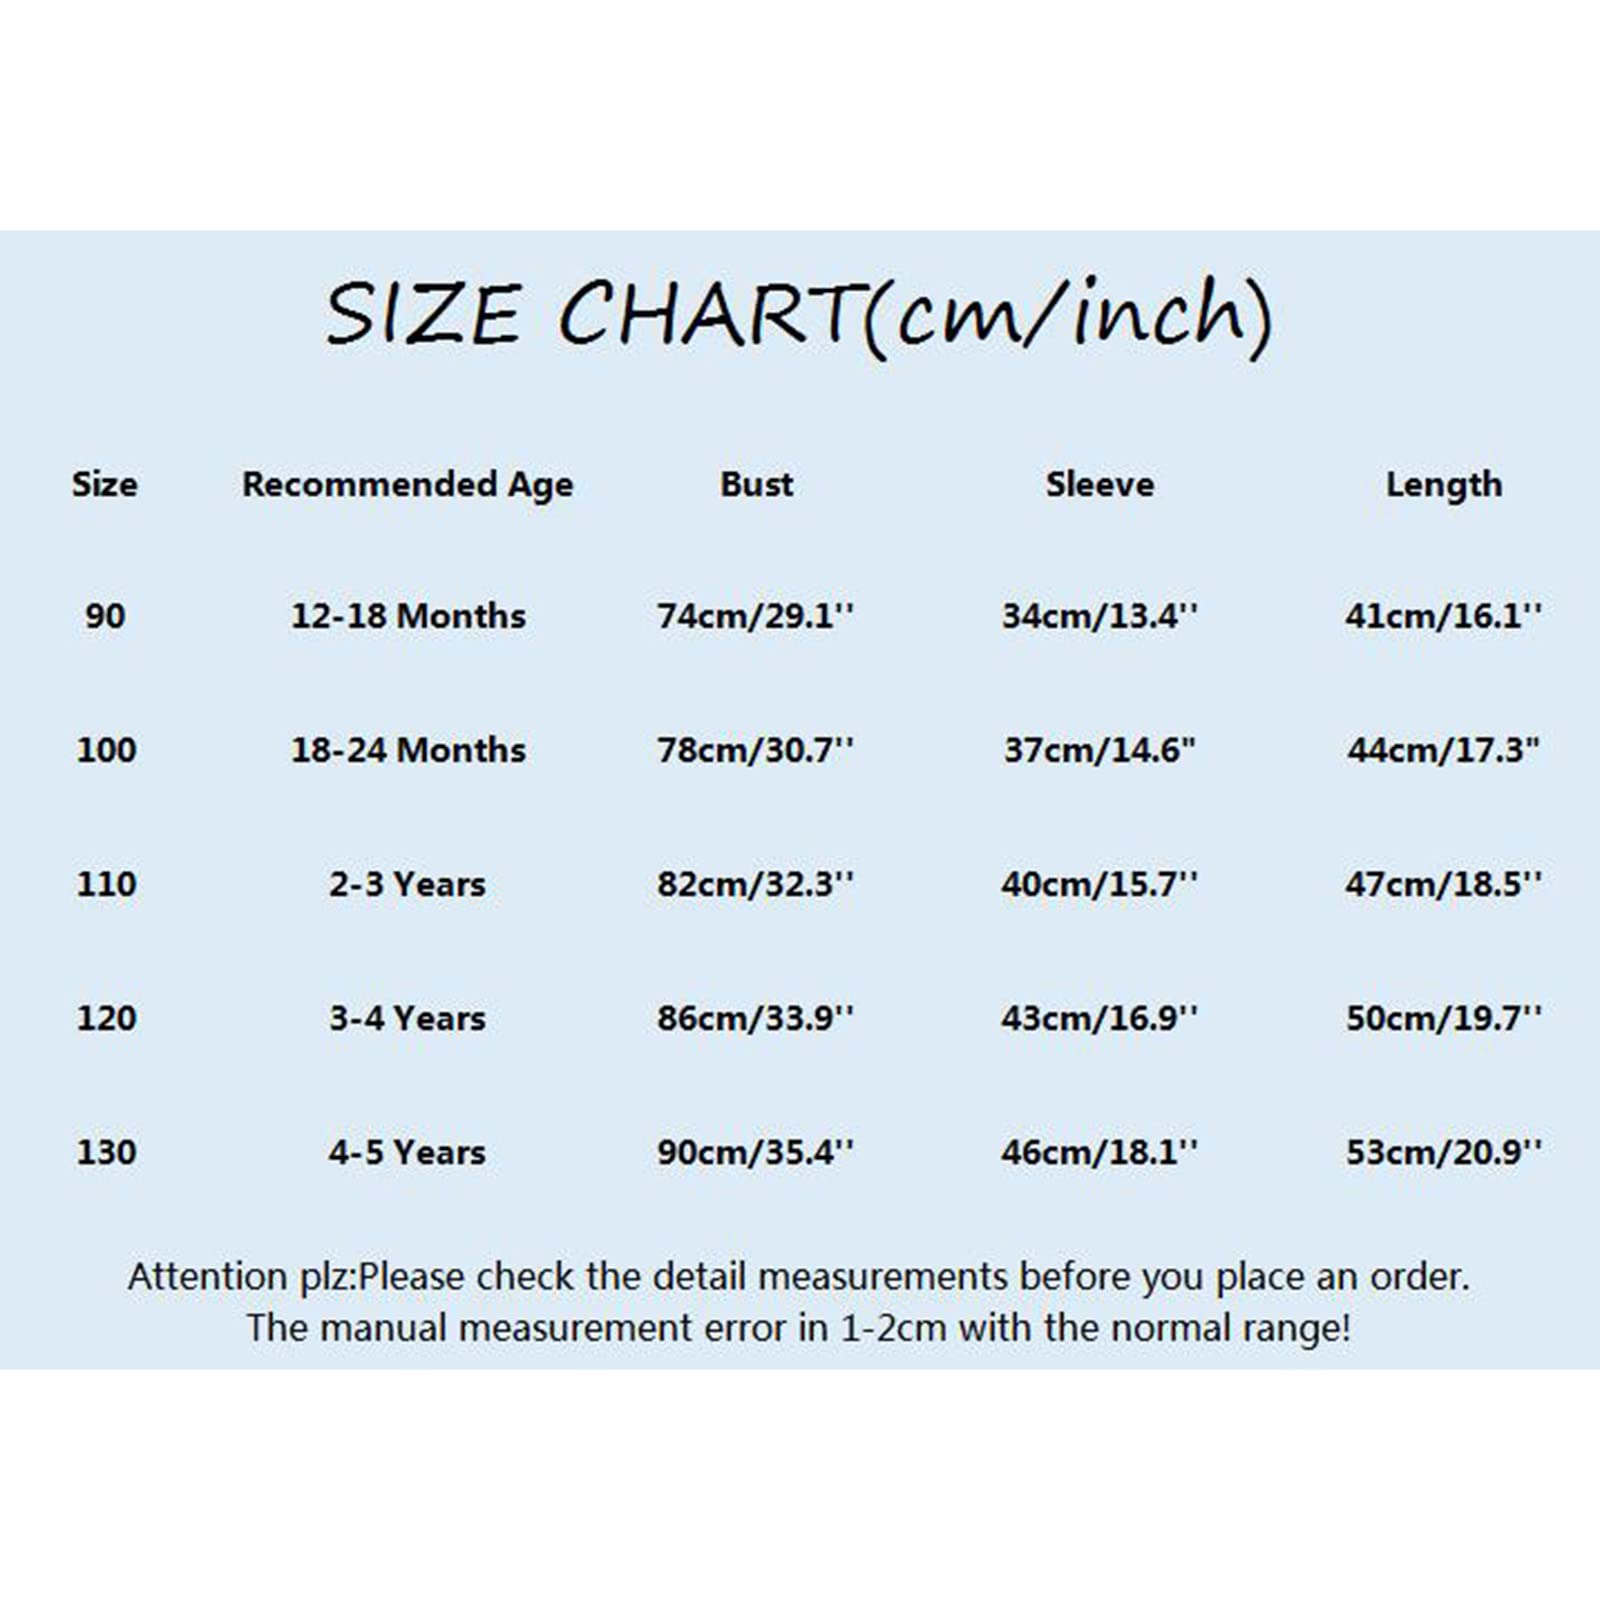 SIZE CHART(cm/inch)
Size Recommended Age Bust Sleeve Length
90 12-18 Months 74cm/29.1'' 34cm/13.4'' 41cm/16.1''
100 18-24 Months 78cm/30.7'' 37cm/14.6" 44cm/17.3"
110 2-3 Years 82cm/32.3'' 40cm/15.7'' 47cm/18.5''
120 3-4 Years 86cm/33.9'' 43cm/16.9'' 50cm/19.7''
130 4-5 Years 90cm/35.4'' 46cm/18.1'' 53cm/20.9''
Attention plz:Please check the detail measurements before you place an order.
The manual measurement error in 1-2cm with the normal range!